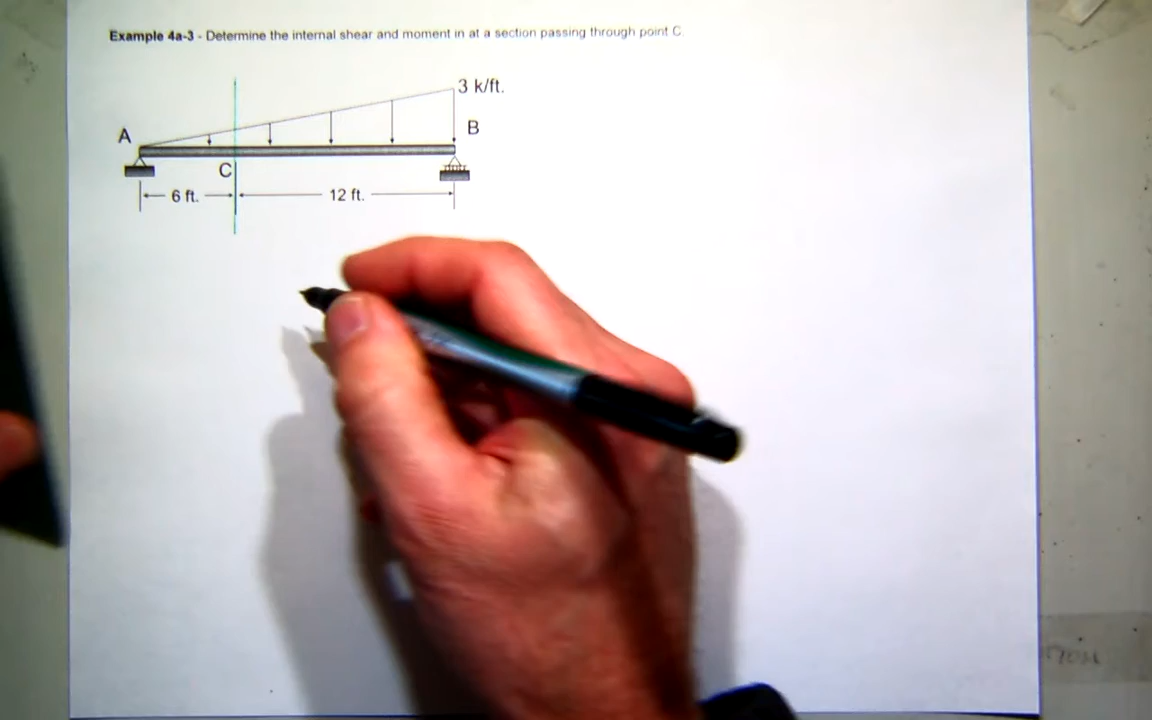 Example 4a-3 - Determine the internal shear and moment in at a section passing through point C.
3 k/ft.
A
B
C
6 ft.
12 ft.